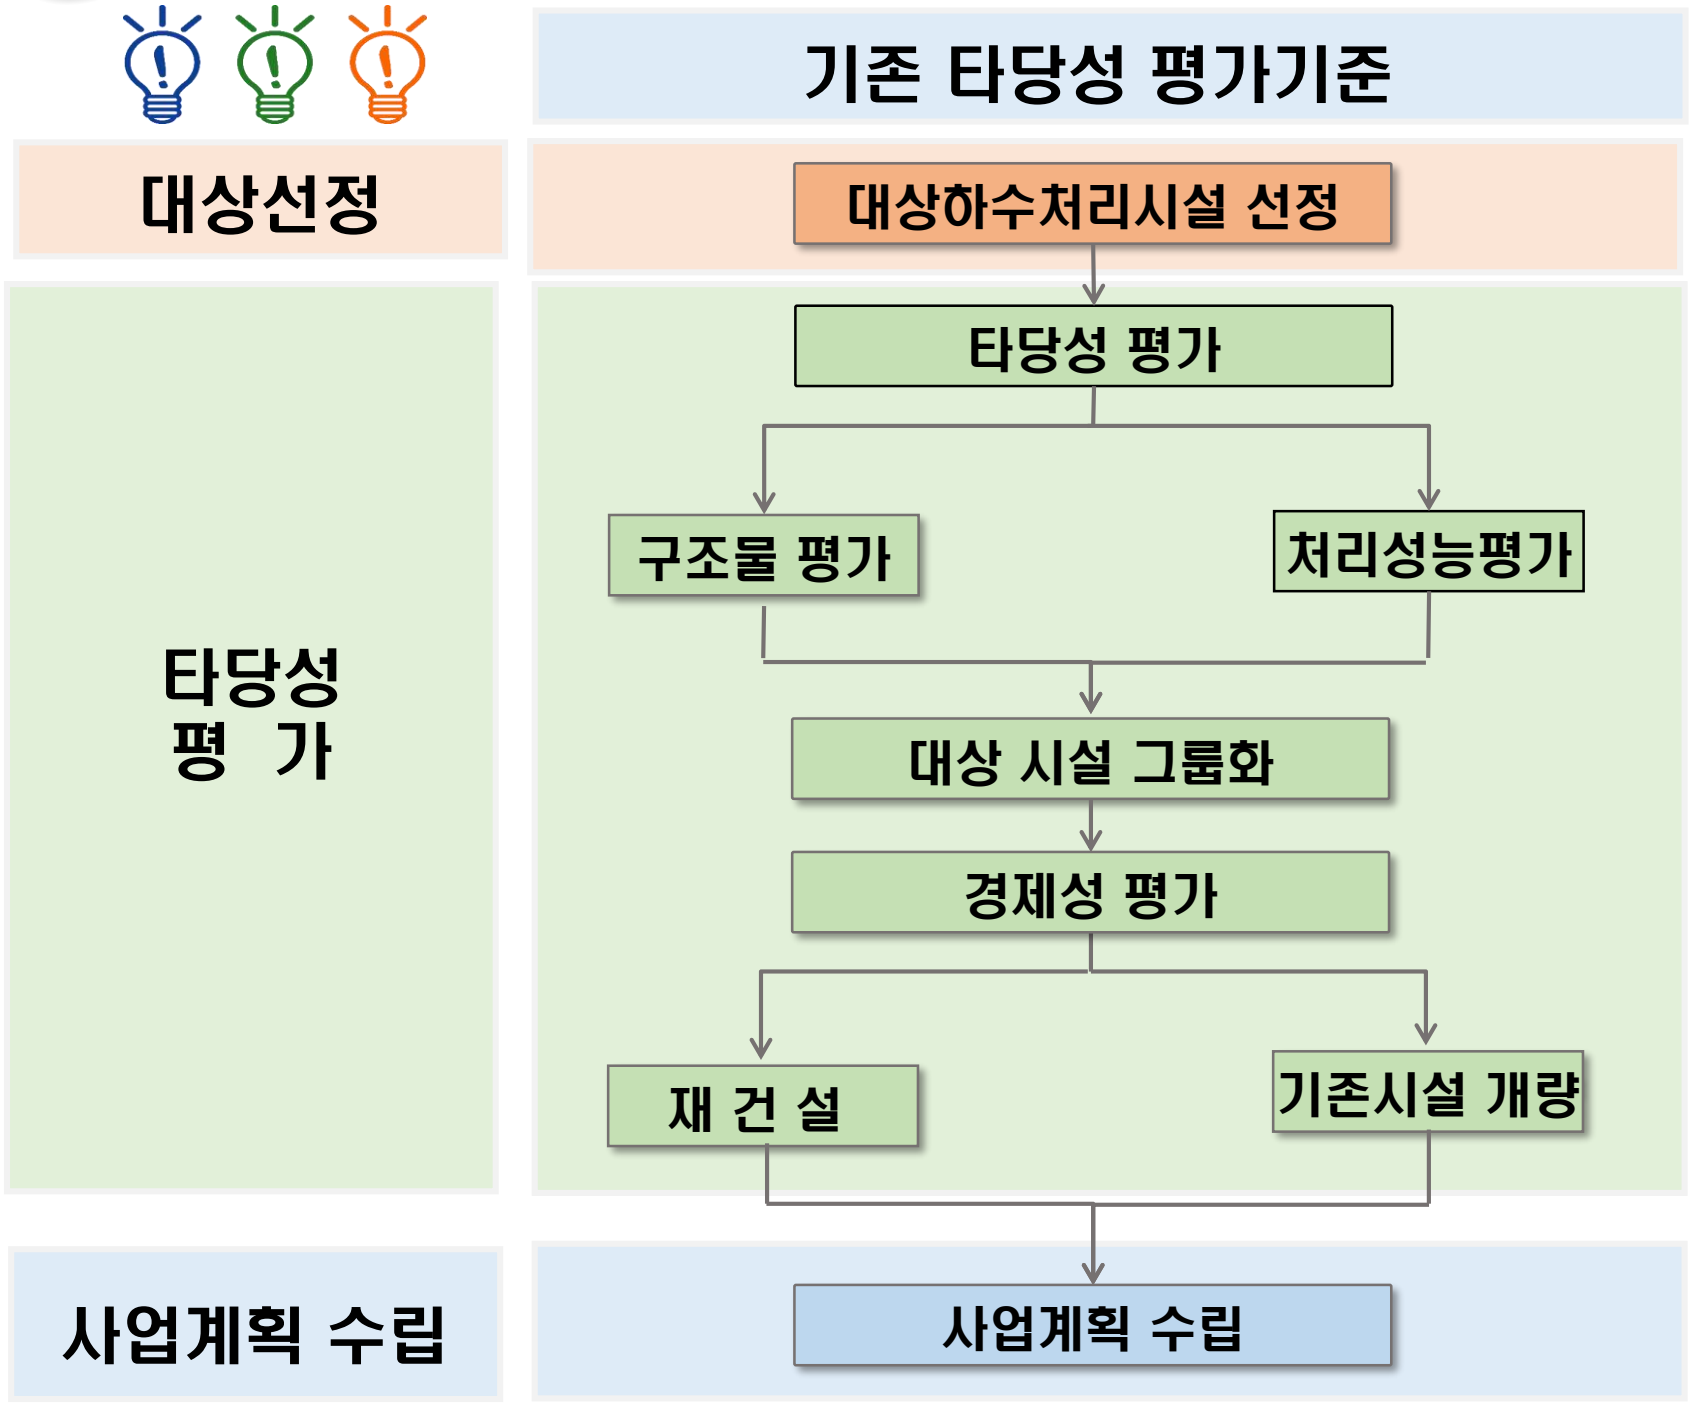 기존 타당성 평가기준
대상선정
대상하수처리시설 선정
타당성
평 가
타당성 평가
구조물 평가
처리성능평가
대상 시설 그룹화
경제성 평가
재 건 설
기존시설 개량
사업계획 수립
사업계획 수립